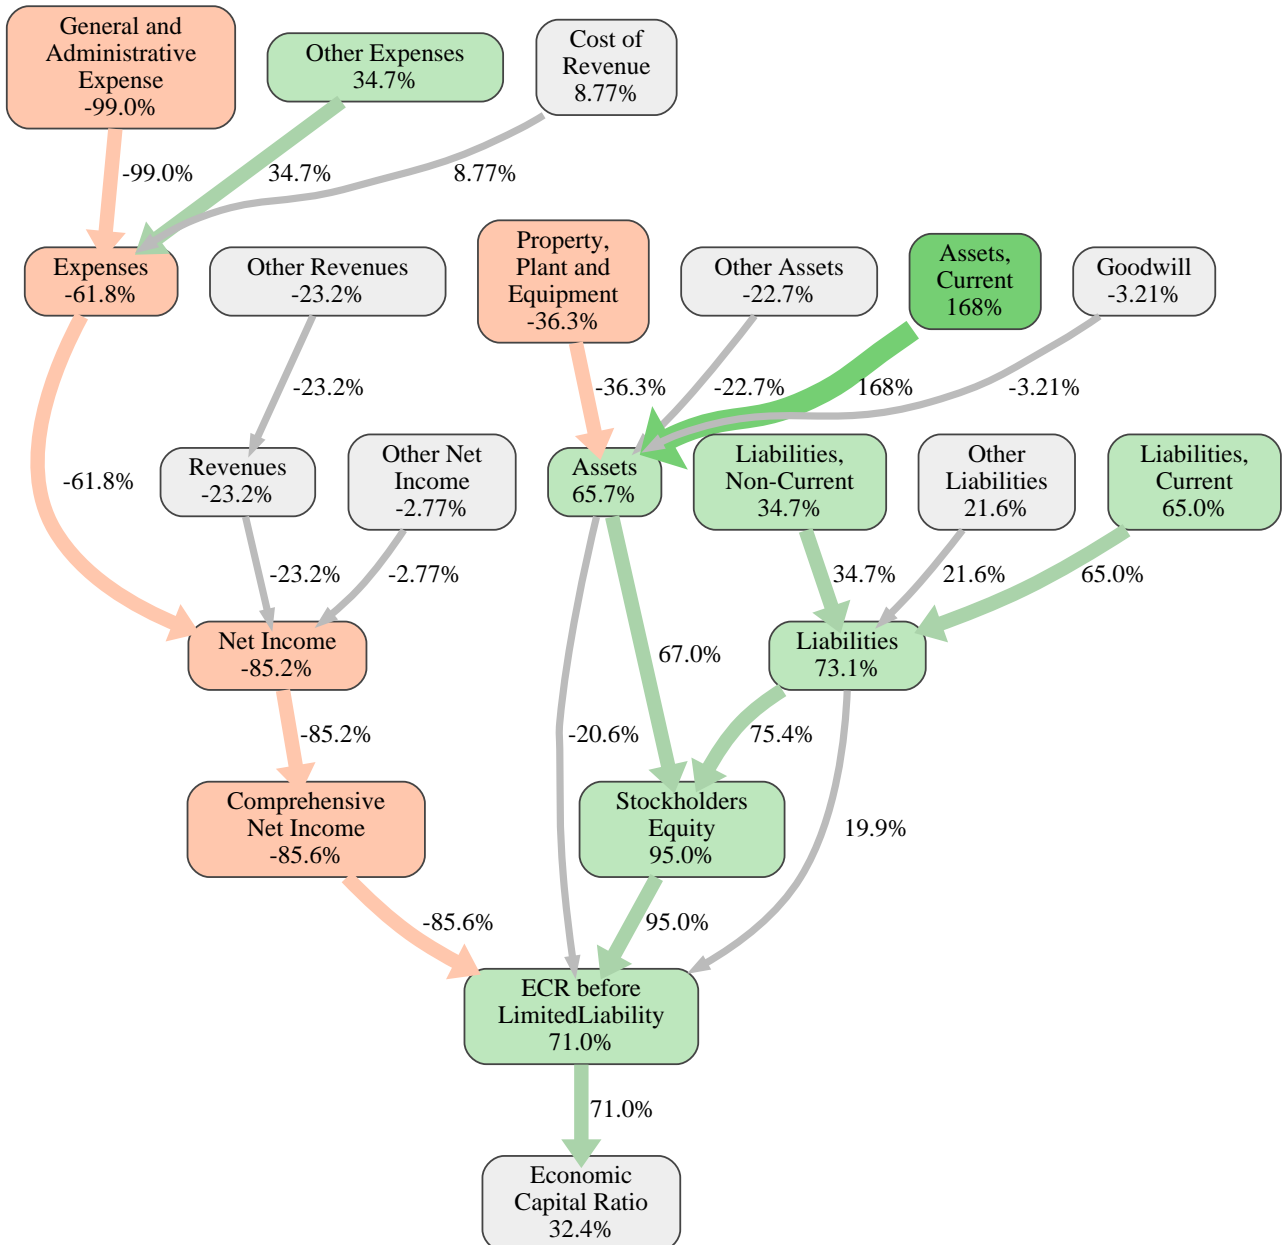 General and
Administrative
Expense
-99.0%
Other Expenses
34.7%
Cost of
Revenue
8.77%
-99.0%
34.7%
8.77%
Expenses
-61.8%
Other Revenues
-23.2%
Property,
Plant and
Equipment
-36.3%
Other Assets
-22.7%
Assets,
Current
168%
Goodwill
-3.21%
-23.2%
-36.3%
-22.7%
168%
-3.21%
-61.8%
Revenues
-23.2%
Other Net
Income
-2.77%
Assets
65.7%
Liabilities,
Non-Current
34.7%
Other
Liabilities
21.6%
Liabilities,
Current
65.0%
-23.2%
-2.77%
34.7%
21.6%
65.0%
Net Income
-85.2%
67.0%
Liabilities
73.1%
-85.2%
-20.6%
75.4%
Comprehensive
Net Income
-85.6%
Stockholders
Equity
95.0%
19.9%
-85.6%
95.0%
ECR before
LimitedLiability
71.0%
71.0%
Economic
Capital Ratio
32.4%